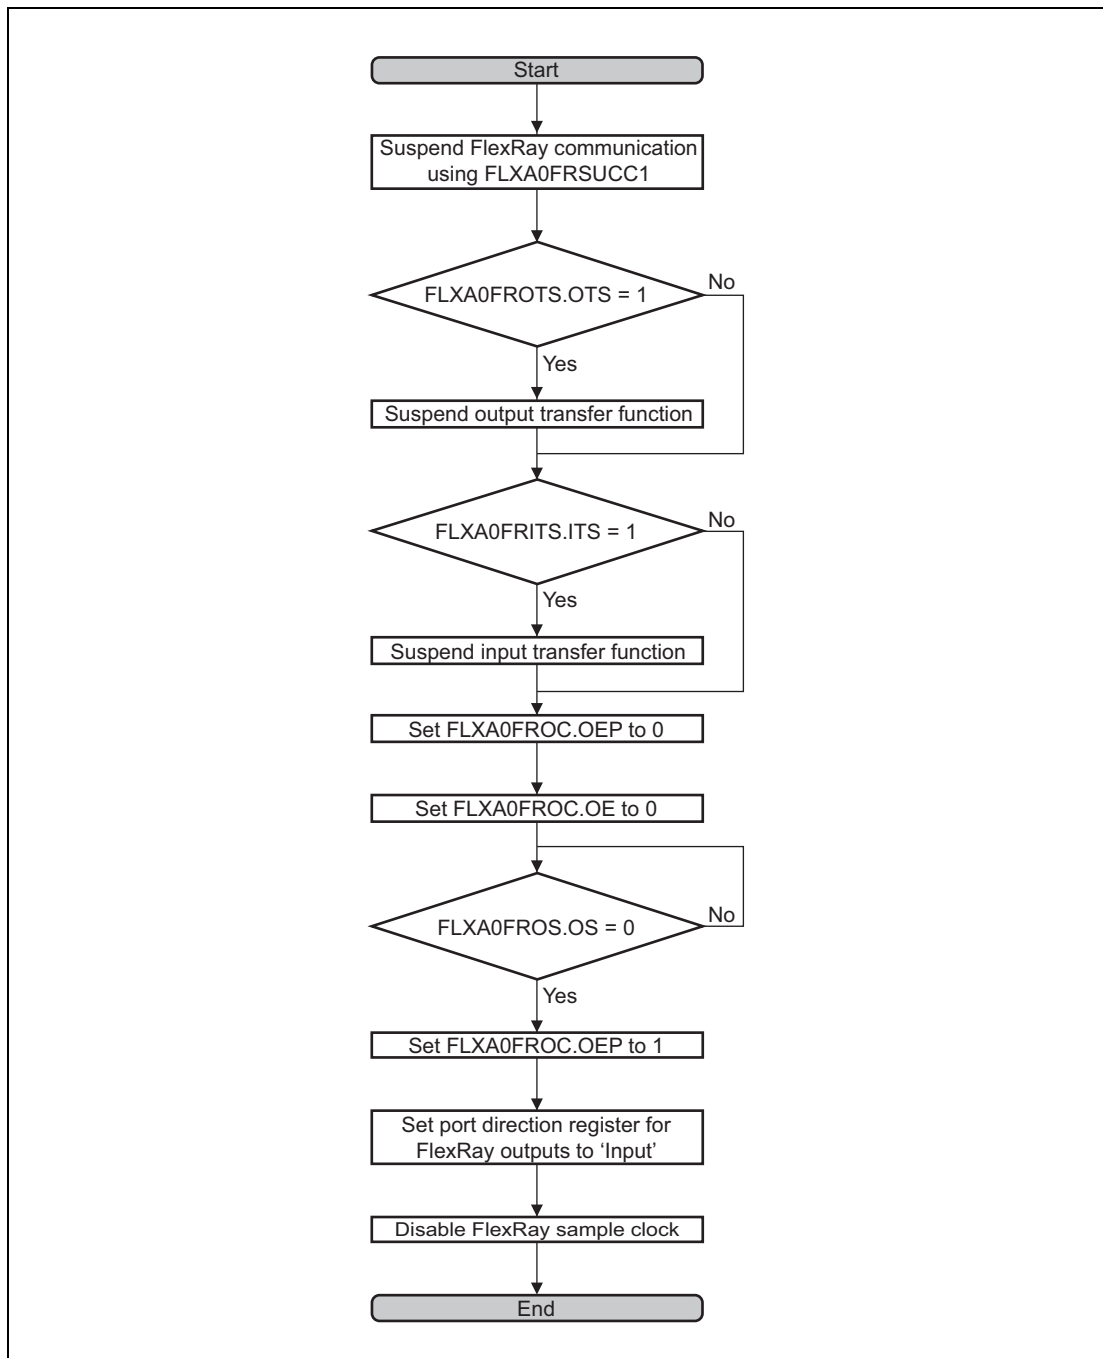 Start
Suspend FlexRay communication
using FLXA0FRSUCC1
FLXA0FROTS.OTS = 1
No
Yes
Suspend output transfer function
FLXA0FRITS.ITS = 1
No
Yes
Suspend input transfer function
Set FLXA0FROC.OEP to 0
Set FLXA0FROC.OE to 0
FLXA0FROS.OS = 0
No
Yes
Set FLXA0FROC.OEP to 1
Set port direction register for
FlexRay outputs to ‘Input’
Disable FlexRay sample clock
End